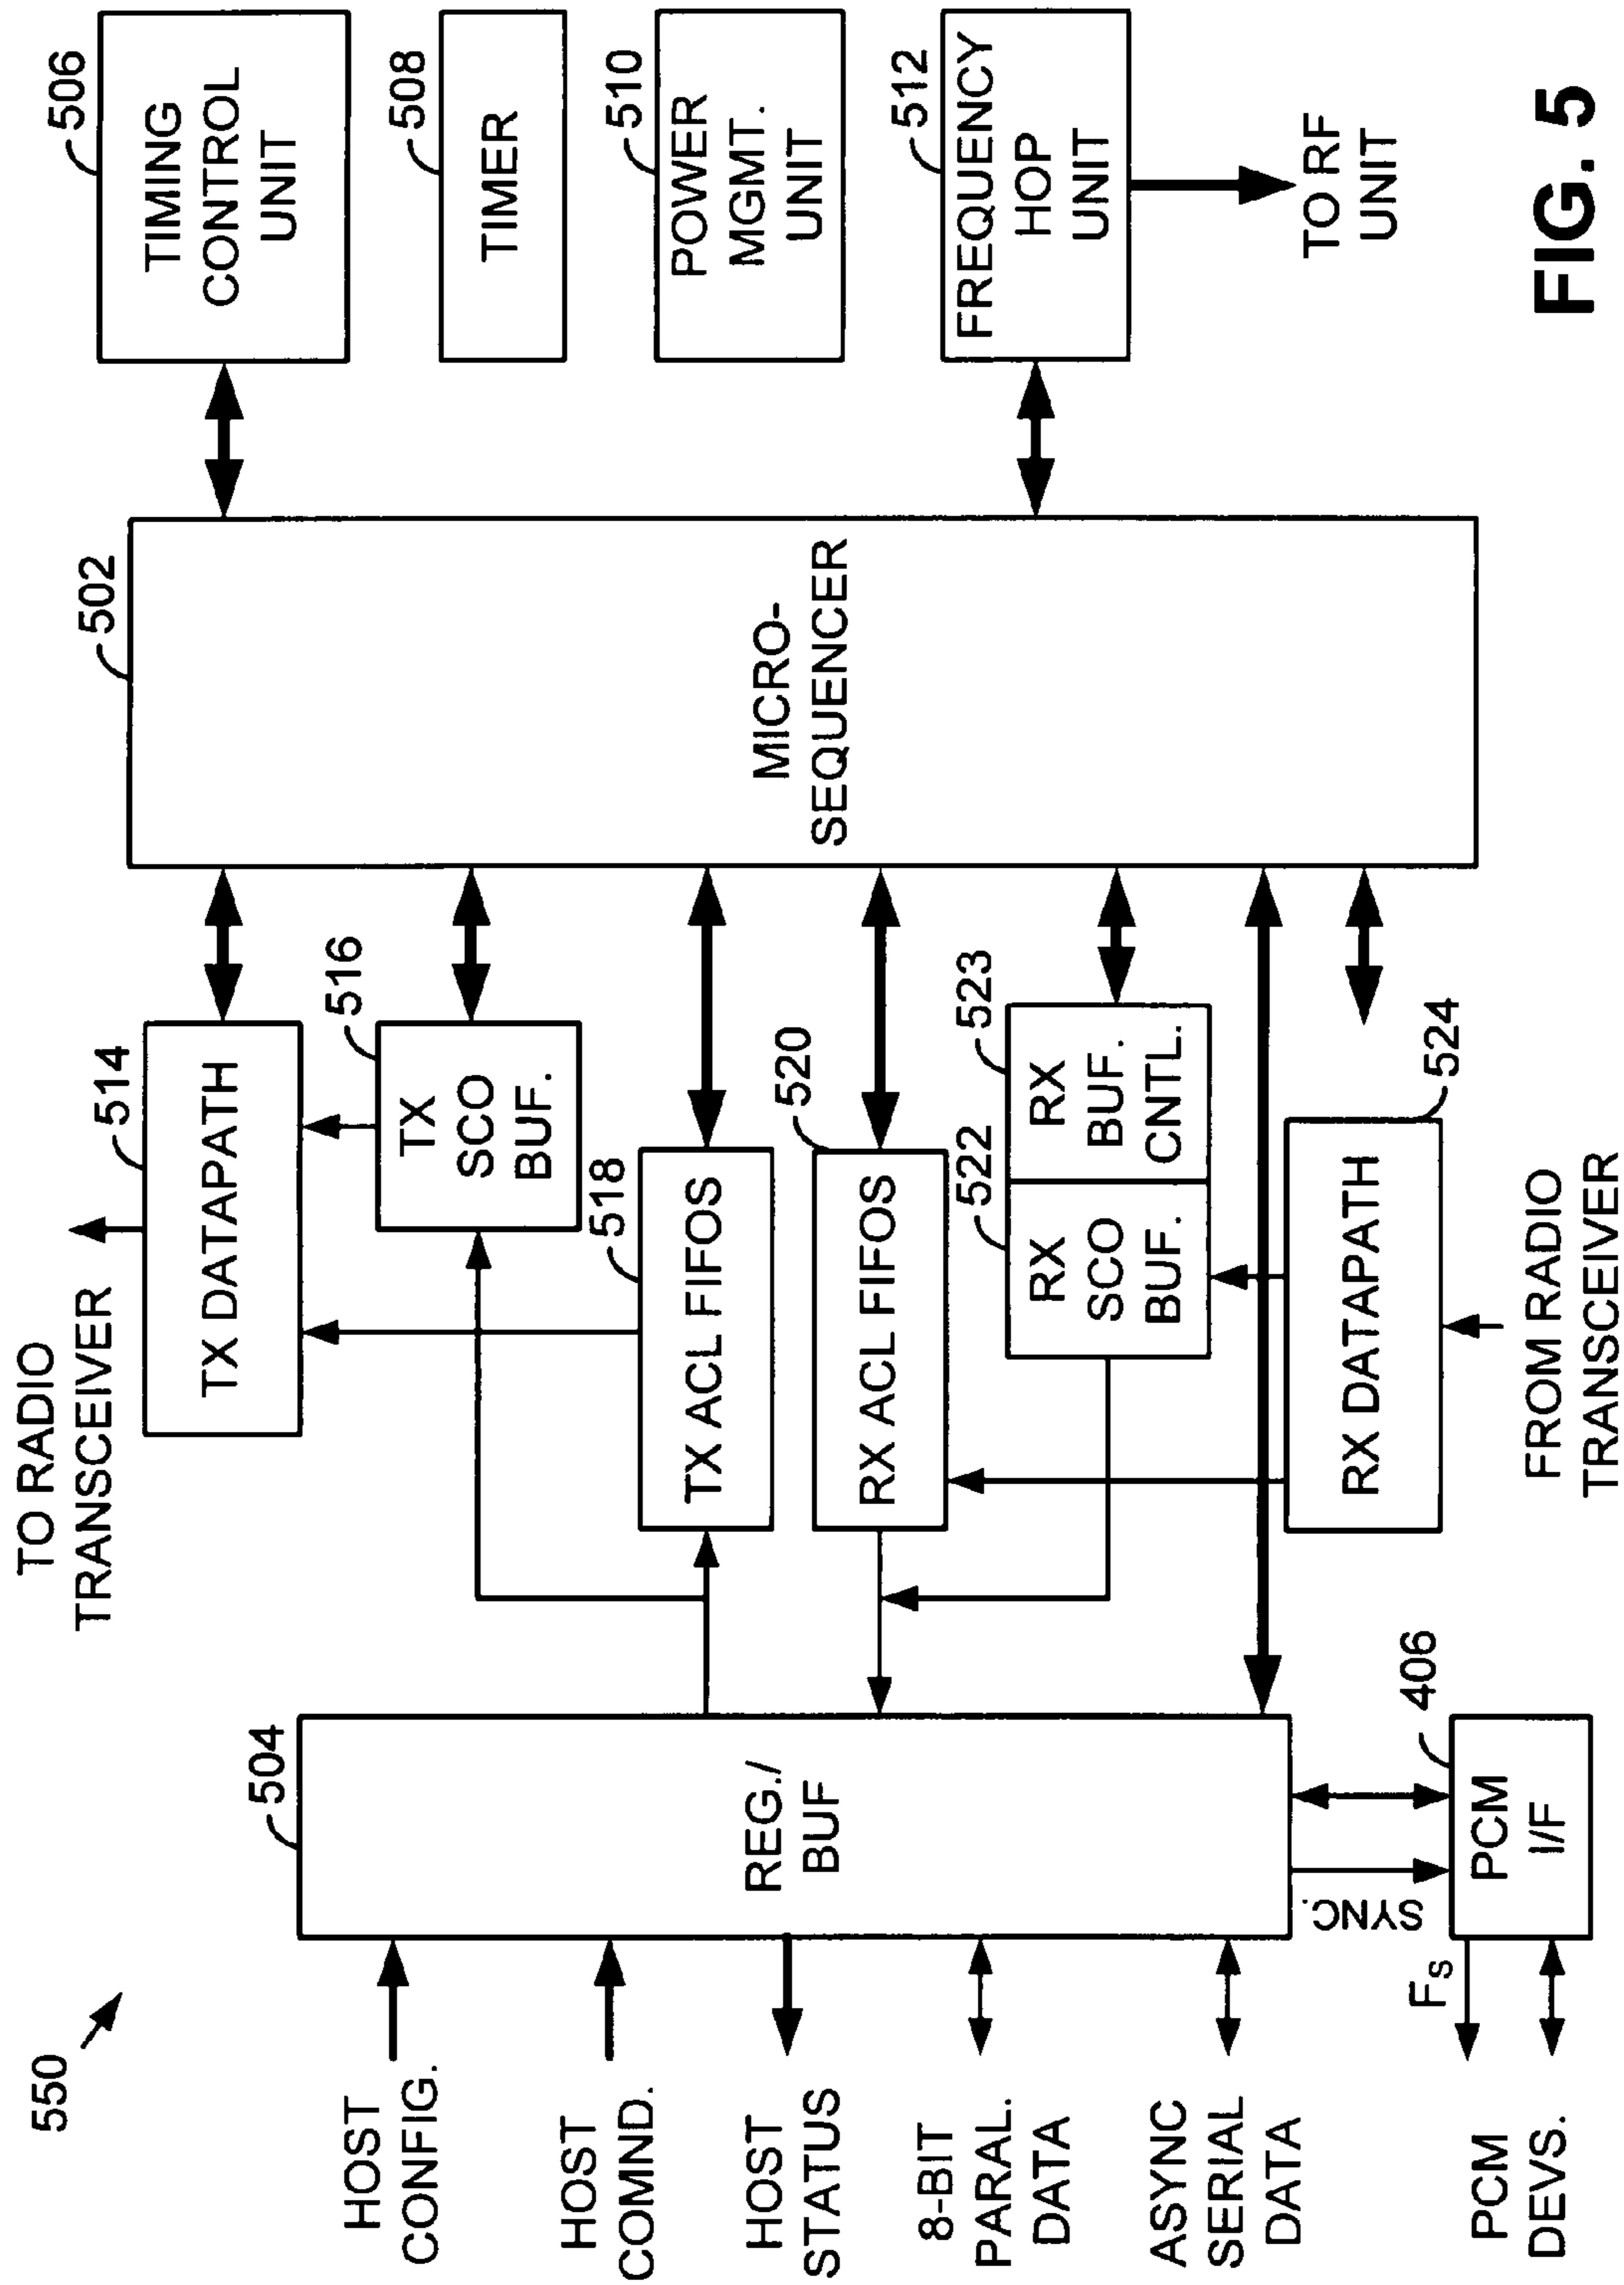 550
HOST
CONFIG.
HOST
COMND.
HOST
STATUS
8-BIT
PARAL.
DATA
ASYNC
SERIAL
DATA
PCM
DEVS.
504
REG./
BUF
SYNC.
FS
406
PCM
I/F
TO RADIO
TRANSCEIVER
514
TX DATAPATH
516
TX
SCO
BUF.
518
TX ACL FIFOS
520
RX ACL FIFOS
522
RX
SCO
BUF.
523
RX
BUF.
CNTL.
524
RX DATAPATH
FROM RADIO
TRANSCEIVER
502
MICRO-
SEQUENCER
506
TIMING
CONTROL
UNIT
508
TIMER
510
POWER
MGMT.
UNIT
512
FREQUENCY
HOP
UNIT
TO RF
UNIT
FIG. 5